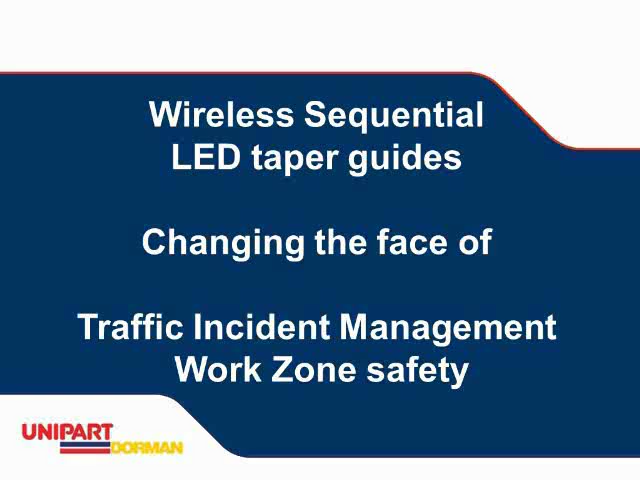 Wireless Sequential
LED taper guides
Changing the face of
Traffic Incident Management
Work Zone safety
UNIPART
DORMAN